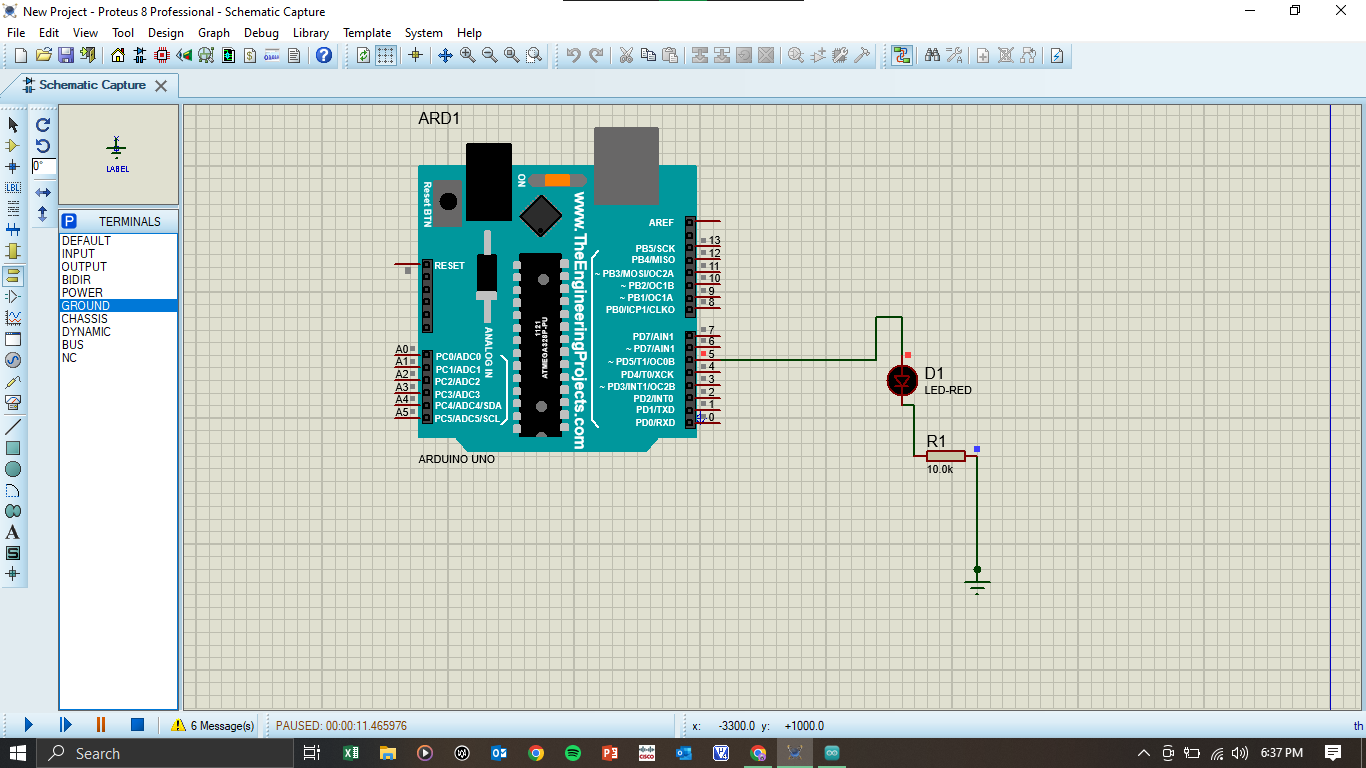 New Project - Proteus 8 Professional - Schematic Capture
File Edit View Tool Design Graph Debug Library Template System Help
Schematic Capture
0°
LBL
A
S
LABEL
P TERMINALS
DEFAULT
INPUT
OUTPUT
BIDIR
POWER
GROUND
CHASSIS
DYNAMIC
BUS
NC
ARD1
Reset BTN
ON
www.TheEngineeringProjects.com
AREF
PB5/SCK 13
PB4/MISO 12
~ PB3/MOSI/OC2A 11
~ PB2/OC1B 10
~ PB1/OC1A 9
PB0/ICP1/CLKO 8
RESET
ANALOG IN
1121
ATMEGA328P-PU
PD7/AIN1 7
~ PD7/AIN1 6
~ PD5/T1/OC0B 5
PD4/T0/XCK 4
~ PD3/INT1/OC2B 3
PD2/INT0 2
PD1/TXD 1
PD0/RXD 0
A0 PC0/ADC0
A1 PC1/ADC1
A2 PC2/ADC2
A3 PC3/ADC3
A4 PC4/ADC4/SDA
A5 PC5/ADC5/SCL
ARDUINO UNO
D1
LED-RED
R1
10.0k
6 Message(s) PAUSED: 00:00:11.465976 x: -3300.0 y: +1000.0 th
Search
6:37 PM